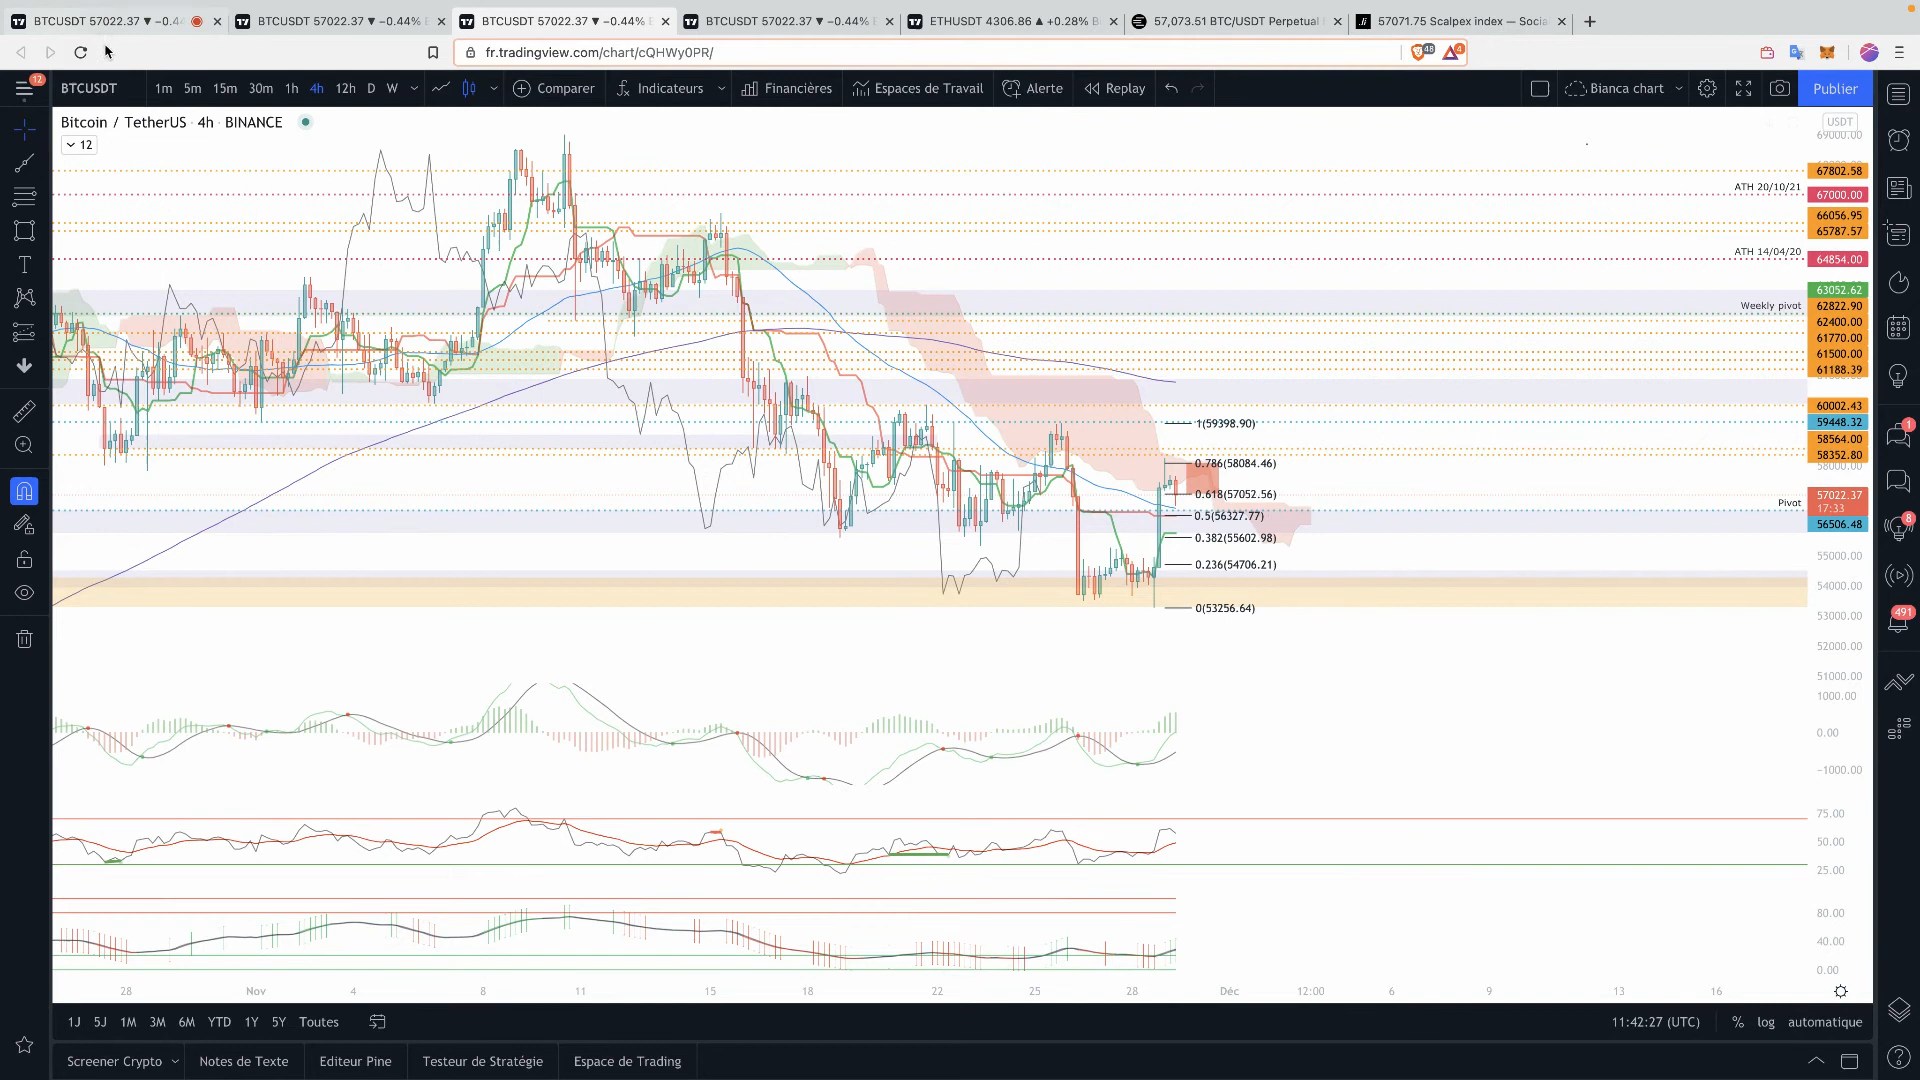 BTCUSDT 57022.37 ▼ −0.4
BTCUSDT 57022.37 ▼ −0.44% B
BTCUSDT 57022.37 ▼ −0.44% B
BTCUSDT 57022.37 ▼ −0.44% B
ETHUSDT 4306.86 ▲ +0.28% B
57,073.51 BTC/USDT Perpetual
57071.75 Scalpex index — Socia
fr.tradingview.com/chart/cQHWy0PR/
48
4
12
BTCUSDT
1m 5m 15m 30m 1h 4h 12h D W
Comparer
Indicateurs
Financières
Espaces de Travail
Alerte
Replay
Bianca chart
Publier
Bitcoin / TetherUS · 4h · BINANCE
12
USDT
69000.00
67802.58
ATH 20/10/21
67000.00
66056.95
65787.57
ATH 14/04/20
64854.00
63052.62
Weekly pivot
62822.90
62400.00
61770.00
61500.00
61188.39
60002.43
1(59398.90)
59448.32
58564.00
58352.80
0.786(58084.46)
58000.00
0.618(57052.56)
57022.37
17:33
Pivot
0.5(56327.77)
56506.48
0.382(55602.98)
55000.00
0.236(54706.21)
54000.00
0(53256.64)
53000.00
52000.00
51000.00
1000.00
0.00
−1000.00
75.00
50.00
25.00
80.00
40.00
0.00
28 Nov 4 8 11 15 18 22 25 28 Déc 12:00 6 9 13 16
1
8
491
1J 5J 1M 3M 6M YTD 1Y 5Y Toutes
11:42:27 (UTC) % log automatique
Screener Crypto Notes de Texte Editeur Pine Testeur de Stratégie Espace de Trading